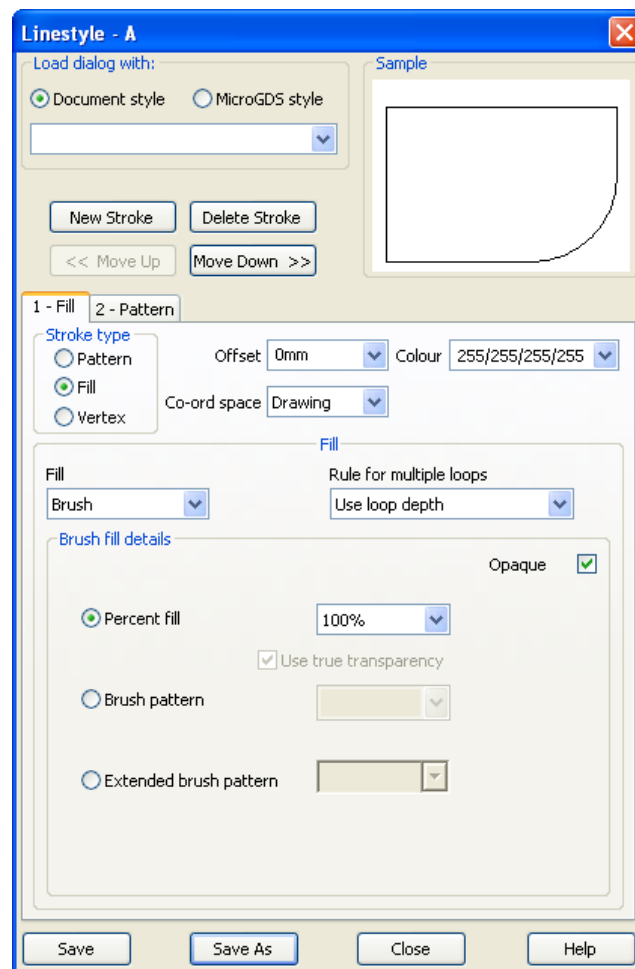 Linestyle - A
Load dialog with:
Sample
Document style
MicroGDS style
New Stroke
Delete Stroke
<< Move Up
Move Down >>
1 - Fill
2 - Pattern
Stroke type
Pattern
Offset
0mm
Colour
255/255/255/255
Fill
Co-ord space
Drawing
Vertex
Fill
Fill
Rule for multiple loops
Brush
Use loop depth
Brush fill details
Opaque
Percent fill
100%
Use true transparency
Brush pattern
Extended brush pattern
Save
Save As
Close
Help